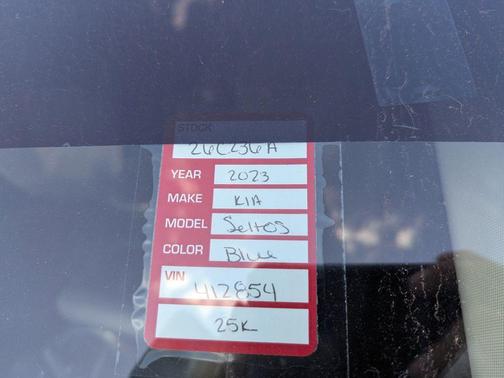 STOCK
26C236A
YEAR 2023
MAKE KIA
MODEL Seltos
COLOR Blue
VIN
412854
25K